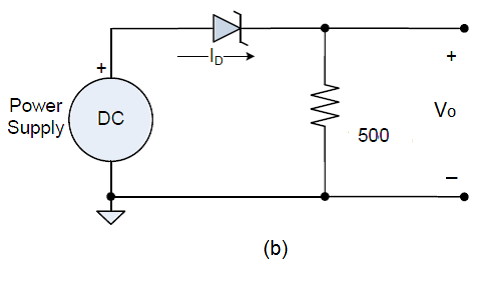 +
I_D
+
Power
Supply
DC
Vo
500
–
(b)